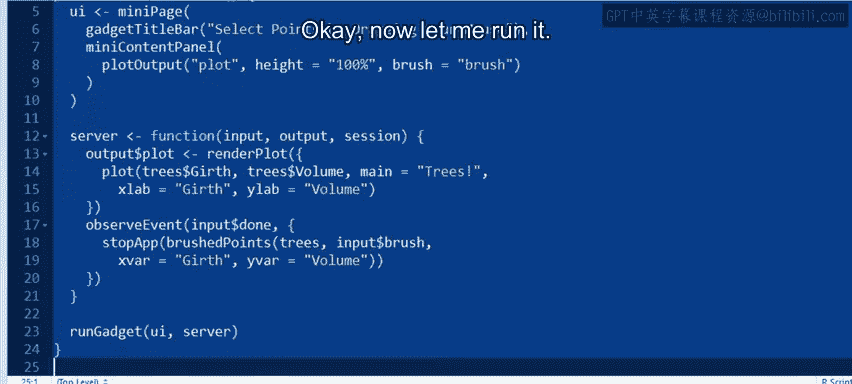 GPT中英字幕课程资源@bilibili
Okay, now let me run it.
5 ui <- miniPage(
6 gadgetTitleBar("Select Point
7 miniContentPanel(
8 plotOutput("plot", height = "100%", brush = "brush")
9 )
10 )
11
12 server <- function(input, output, session) {
13 output$plot <- renderPlot({
14 plot(trees$Girth, trees$Volume, main = "Trees!",
15 xlab = "Girth", ylab = "Volume")
16 })
17 observeEvent(input$done, {
18 stopApp(brushedPoints(trees, input$brush,
19 xvar = "Girth", yvar = "Volume"))
20 })
21 }
22
23 runGadget(ui, server)
24 }
25
25:1 (Top Level) R Script